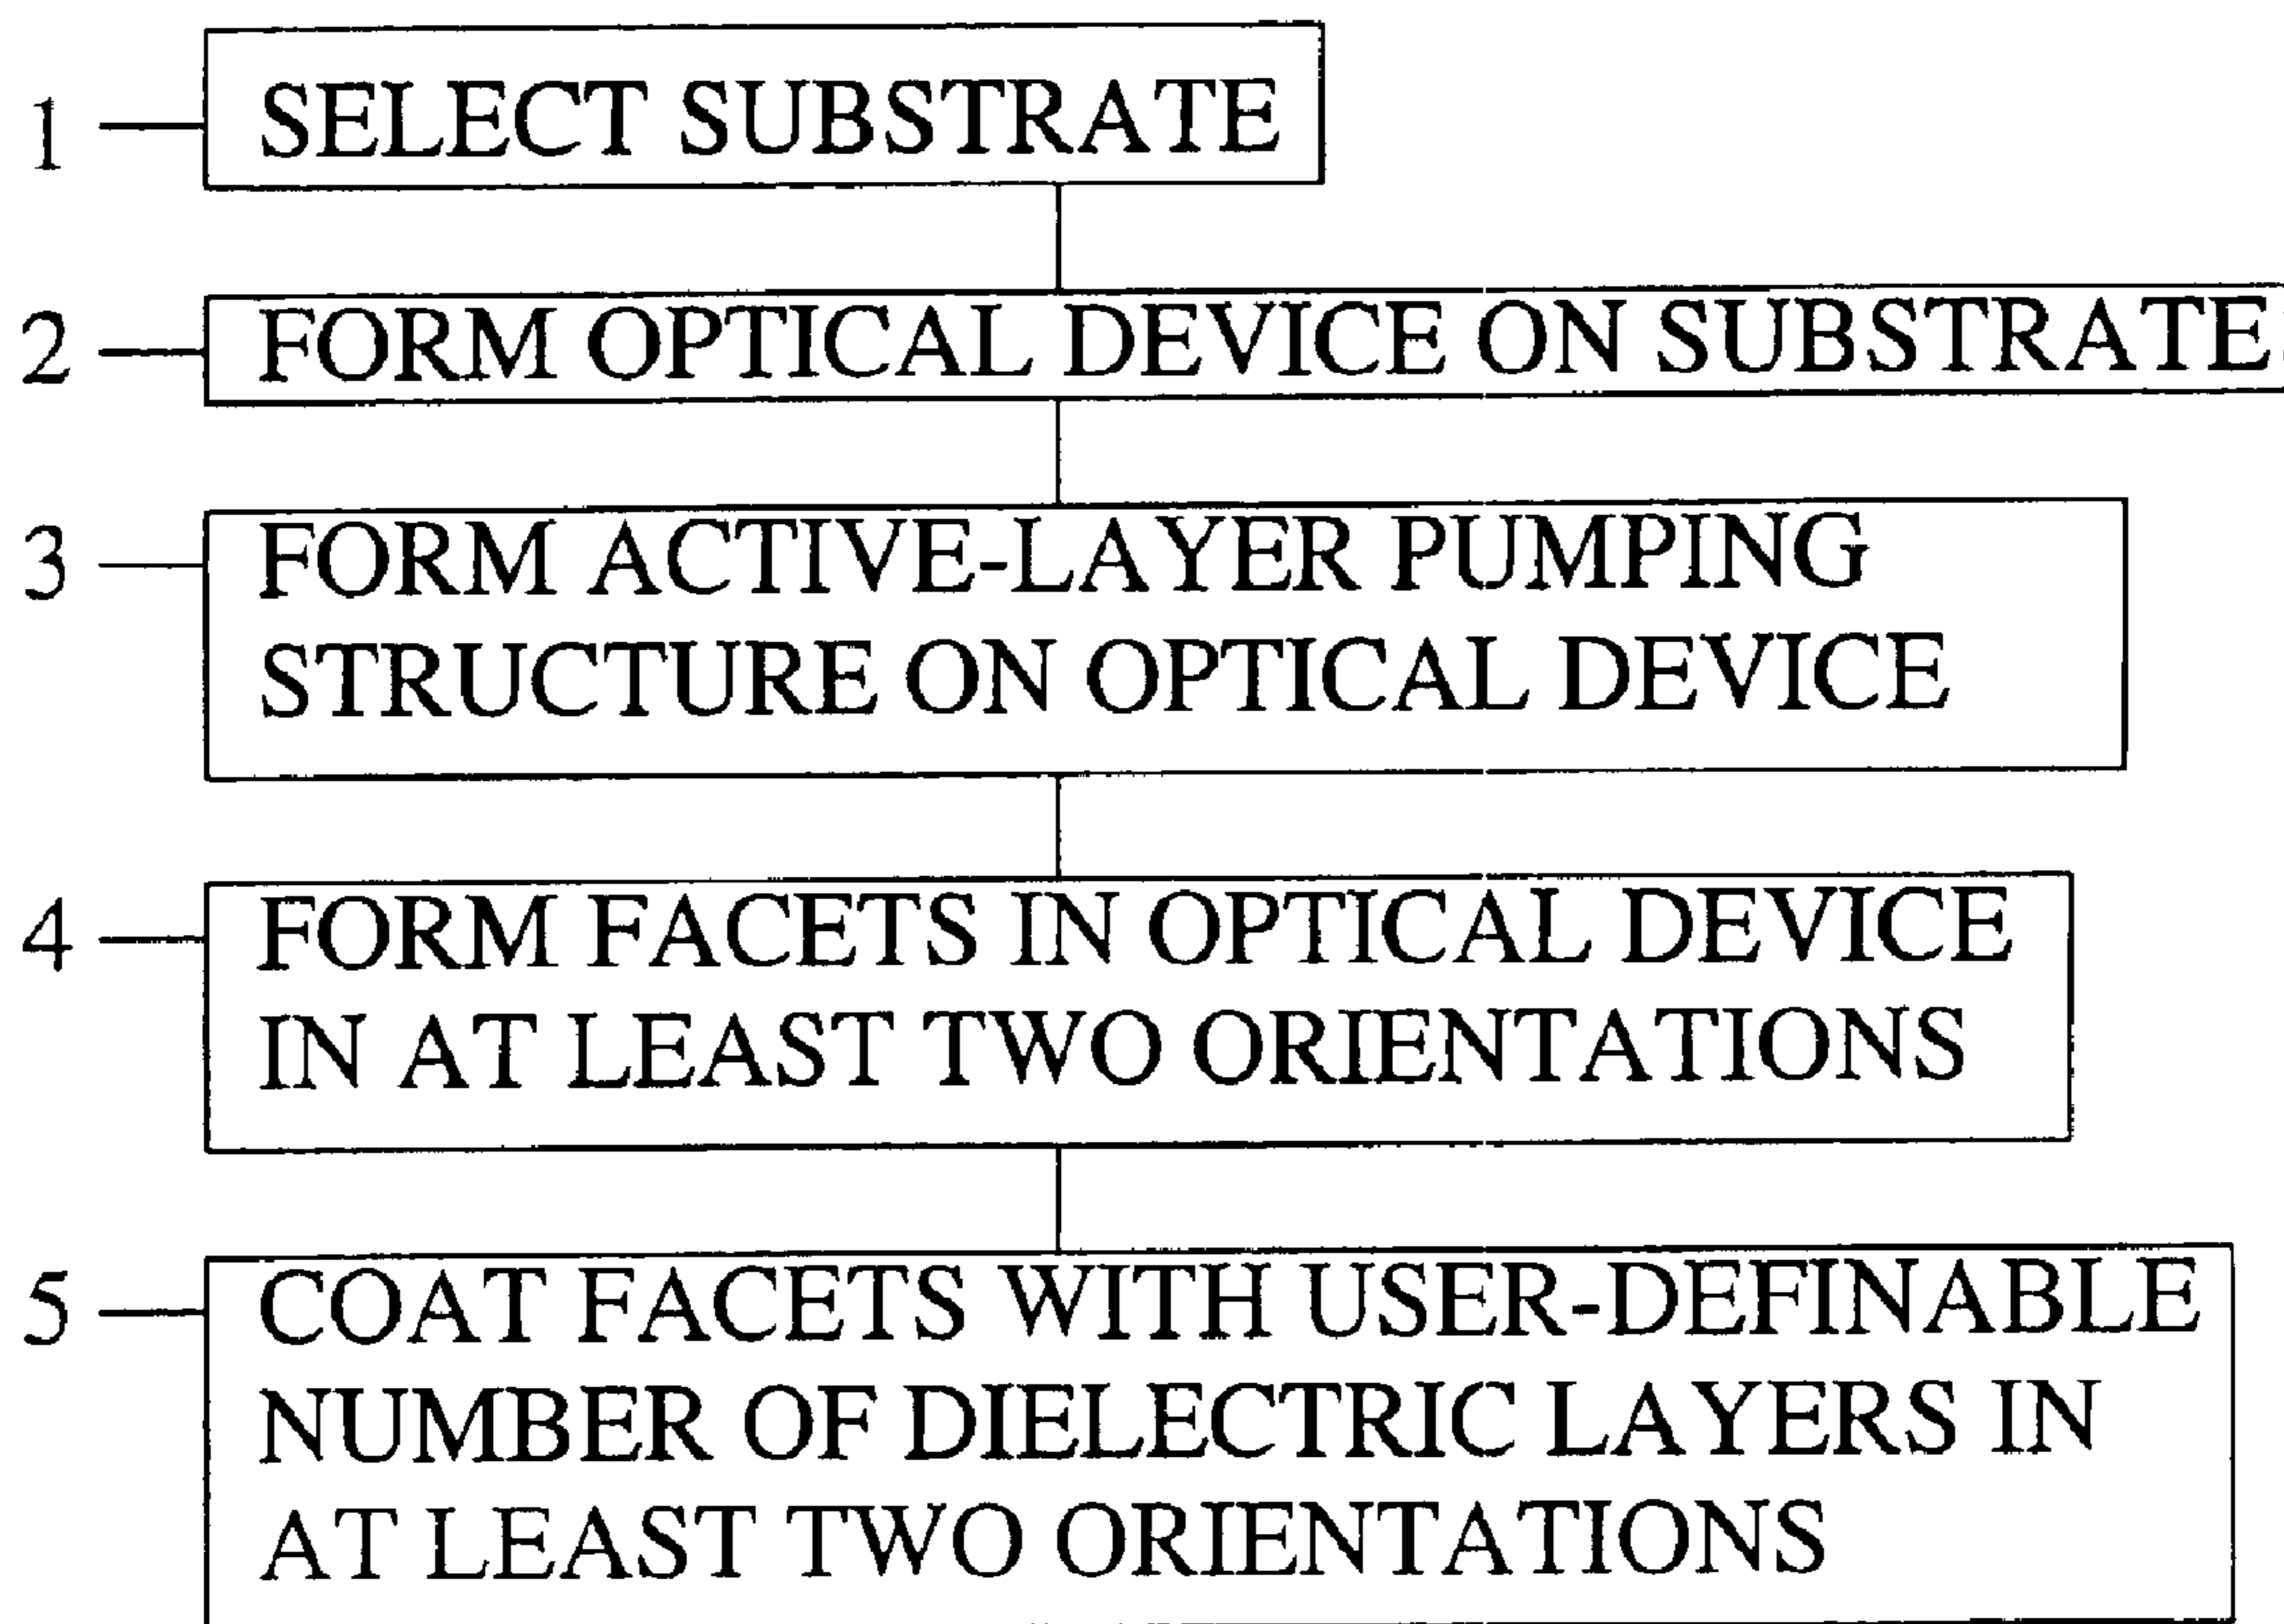 1 SELECT SUBSTRATE
2 FORM OPTICAL DEVICE ON SUBSTRATE
3 FORM ACTIVE-LAYER PUMPING
STRUCTURE ON OPTICAL DEVICE
4 FORM FACETS IN OPTICAL DEVICE
IN AT LEAST TWO ORIENTATIONS
5 COAT FACETS WITH USER-DEFINABLE
NUMBER OF DIELECTRIC LAYERS IN
AT LEAST TWO ORIENTATIONS